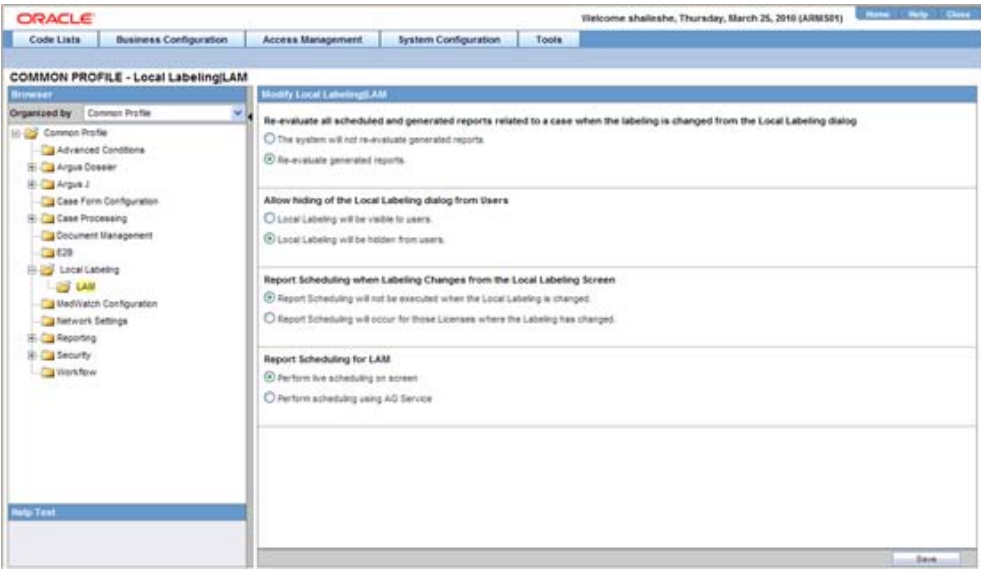 ORACLE
Welcome shaileshe, Thursday, March 25, 2010 (ARMS01)
Home Help Close
Code Lists Business Configuration Access Management System Configuration Tools
COMMON PROFILE - Local Labeling|LAM
Browser
Organized by Common Profile
Common Profile
Advanced Conditions
Argus Dossier
Argus J
Case Form Configuration
Case Processing
Document Management
E2B
Local Labeling
LAM
MedWatch Configuration
Network Settings
Reporting
Security
Workflow
Help Text
Modify Local Labeling|LAM
Re-evaluate all scheduled and generated reports related to a case when the labeling is changed from the Local Labeling dialog
The system will not re-evaluate generated reports.
Re-evaluate generated reports.
Allow hiding of the Local Labeling dialog from Users
Local Labeling will be visible to users.
Local Labeling will be hidden from users.
Report Scheduling when Labeling Changes from the Local Labeling Screen
Report Scheduling will not be executed when the Local Labeling is changed.
Report Scheduling will occur for those Licenses where the Labeling has changed.
Report Scheduling for LAM
Perform live scheduling on screen
Perform scheduling using AG Service
Save